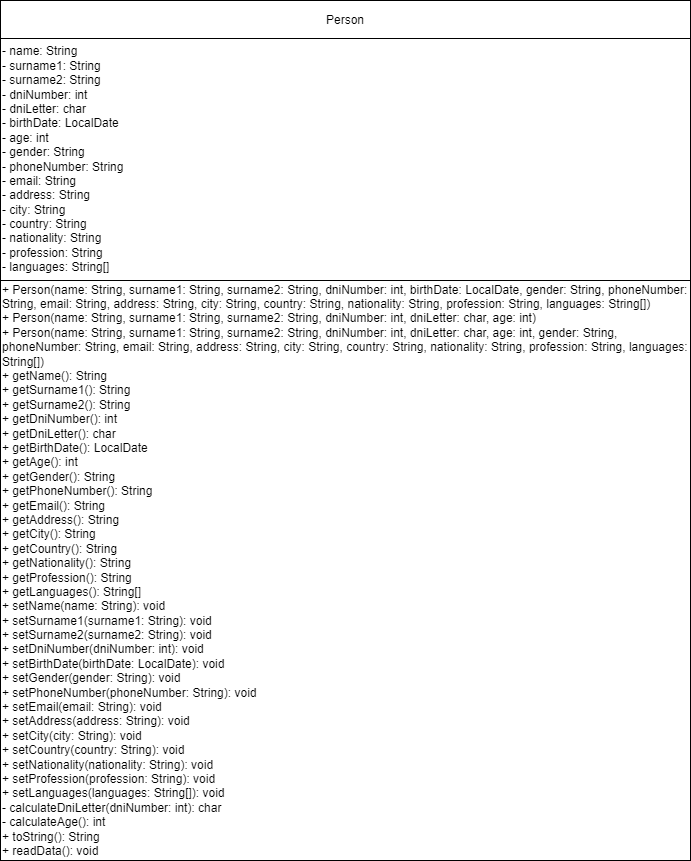 Person
- name: String
- surname1: String
- surname2: String
- dniNumber: int
- dniLetter: char
- birthDate: LocalDate
- age: int
- gender: String
- phoneNumber: String
- email: String
- address: String
- city: String
- country: String
- nationality: String
- profession: String
- languages: String[]
+ Person(name: String, surname1: String, surname2: String, dniNumber: int, birthDate: LocalDate, gender: String, phoneNumber:
String, email: String, address: String, city: String, country: String, nationality: String, profession: String, languages: String[])
+ Person(name: String, surname1: String, surname2: String, dniNumber: int, dniLetter: char, age: int)
+ Person(name: String, surname1: String, surname2: String, dniNumber: int, dniLetter: char, age: int, gender: String,
phoneNumber: String, email: String, address: String, city: String, country: String, nationality: String, profession: String, languages:
String[])
+ getName(): String
+ getSurname1(): String
+ getSurname2(): String
+ getDniNumber(): int
+ getDniLetter(): char
+ getBirthDate(): LocalDate
+ getAge(): int
+ getGender(): String
+ getPhoneNumber(): String
+ getEmail(): String
+ getAddress(): String
+ getCity(): String
+ getCountry(): String
+ getNationality(): String
+ getProfession(): String
+ getLanguages(): String[]
+ setName(name: String): void
+ setSurname1(surname1: String): void
+ setSurname2(surname2: String): void
+ setDniNumber(dniNumber: int): void
+ setBirthDate(birthDate: LocalDate): void
+ setGender(gender: String): void
+ setPhoneNumber(phoneNumber: String): void
+ setEmail(email: String): void
+ setAddress(address: String): void
+ setCity(city: String): void
+ setCountry(country: String): void
+ setNationality(nationality: String): void
+ setProfession(profession: String): void
+ setLanguages(languages: String[]): void
- calculateDniLetter(dniNumber: int): char
- calculateAge(): int
+ toString(): String
+ readData(): void